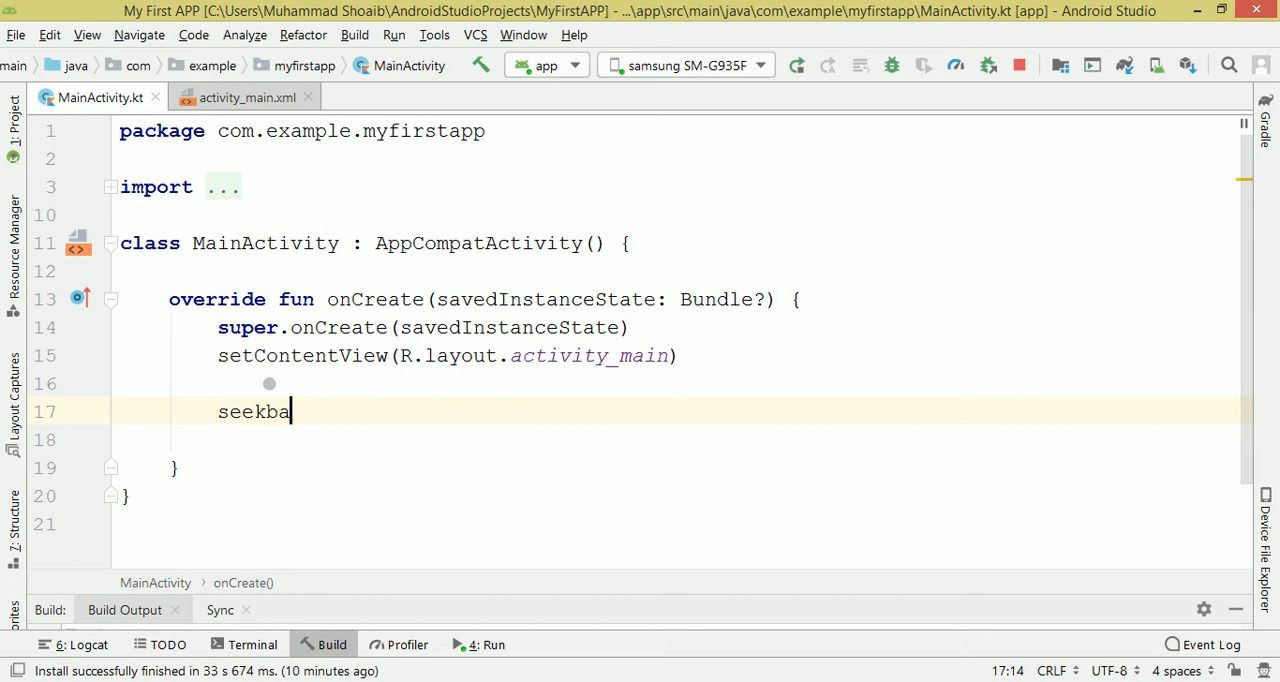 My First APP [C:\Users\Muhammad Shoaib\AndroidStudioProjects\MyFirstAPP] - ...\app\src\main\java\com\example\myfirstapp\MainActivity.kt [app] - Android Studio
File Edit View Navigate Code Analyze Refactor Build Run Tools VCS Window Help
main java com example myfirstapp MainActivity app samsung SM-G935F
MainActivity.kt activity_main.xml
1 package com.example.myfirstapp
2
3 import ...
10
11 class MainActivity : AppCompatActivity() {
12
13 override fun onCreate(savedInstanceState: Bundle?) {
14 super.onCreate(savedInstanceState)
15 setContentView(R.layout.activity_main)
16
17 seekba
18
19 }
20 }
21
1: Project
Resource Manager
Layout Captures
7: Structure
Gradle
Device File Explorer
MainActivity › onCreate()
Build: Build Output Sync
6: Logcat TODO Terminal Build Profiler 4: Run Event Log
Install successfully finished in 33 s 674 ms. (10 minutes ago) 17:14 CRLF UTF-8 4 spaces